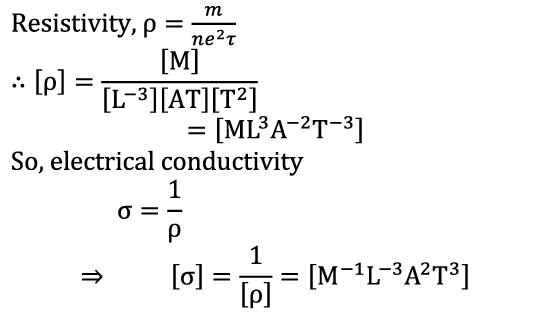 Resistivity, ρ = m/(ne²τ)
∴ [ρ] = [M]/([L⁻³][AT][T²])
= [ML³A⁻²T⁻³]
So, electrical conductivity
σ = 1/ρ
⇒ [σ] = 1/[ρ] = [M⁻¹L⁻³A²T³]